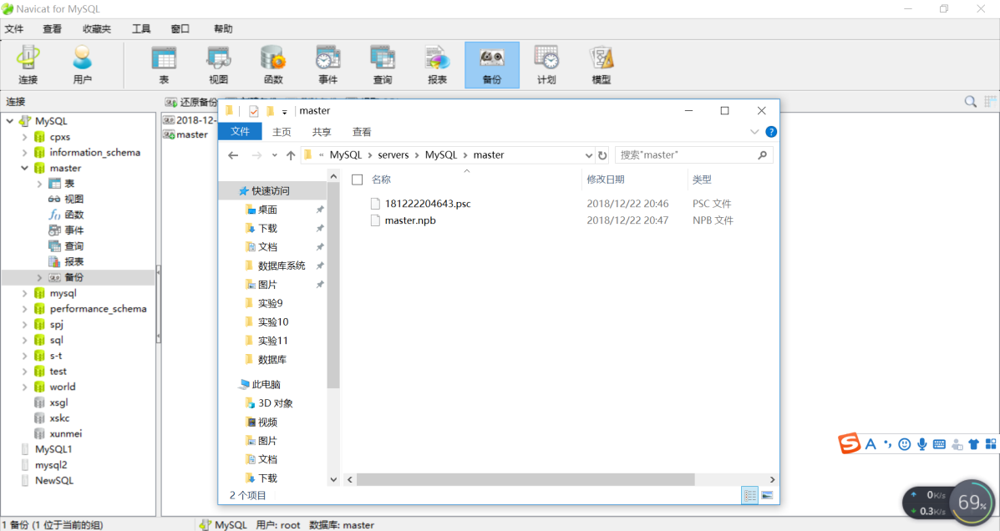 Navicat for MySQL
文件 查看 收藏夹 工具 窗口 帮助
连接 用户 表 视图 函数 事件 查询 报表 备份 计划 模型
连接
还原备份
MySQL
cpxs
information_schema
master
表
视图
函数
事件
查询
报表
备份
mysql
performance_schema
spj
sql
s-t
test
world
xsgl
xskc
xunmei
MySQL1
mysql2
NewSQL
2018-12-
master
master
文件 主页 共享 查看
« MySQL › servers › MySQL › master
搜索"master"
名称 修改日期 类型
181222204643.psc 2018/12/22 20:46 PSC 文件
master.npb 2018/12/22 20:47 NPB 文件
快速访问
桌面
下载
文档
数据库系统
图片
实验9
实验10
实验11
数据库
此电脑
3D 对象
视频
图片
文档
下载
2 个项目
0K/s
0.3K/s
69%
1 备份 (1 位于当前的组) MySQL 用户: root 数据库: master